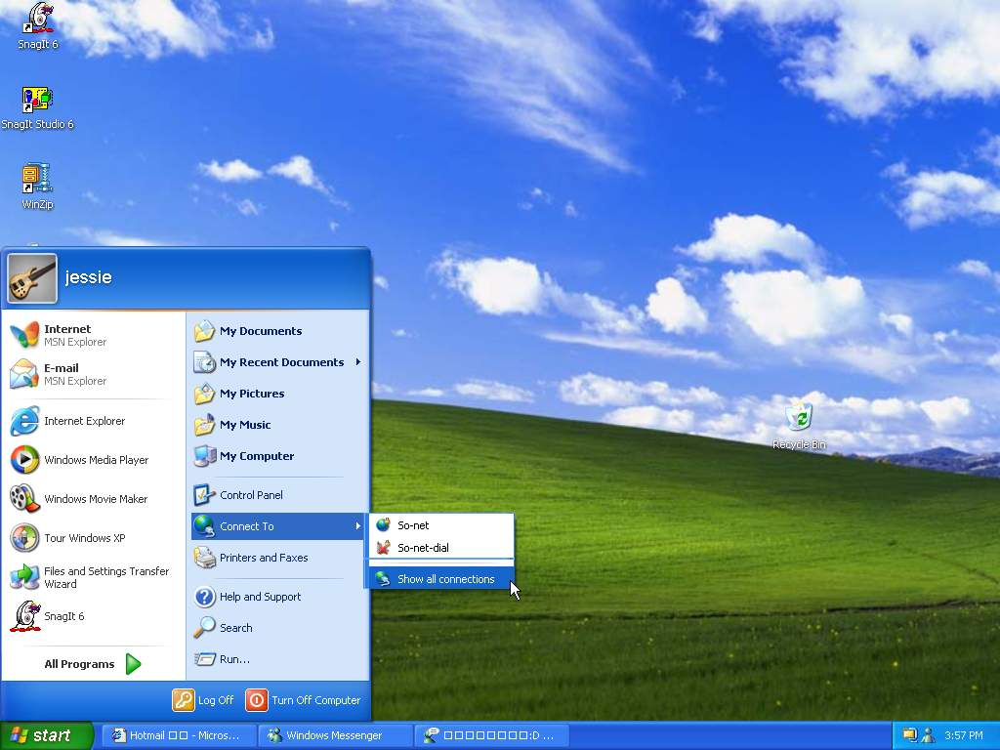 SnagIt 6
SnagIt Studio 6
WinZip
jessie
Internet
MSN Explorer
E-mail
MSN Explorer
Internet Explorer
Windows Media Player
Windows Movie Maker
Tour Windows XP
Files and Settings Transfer
Wizard
SnagIt 6
All Programs
My Documents
My Recent Documents
My Pictures
My Music
My Computer
Control Panel
Connect To
Printers and Faxes
Help and Support
Search
Run...
So-net
So-net-dial
Show all connections
Recycle Bin
Log Off
Turn Off Computer
start
Hotmail □□ - Micros...
Windows Messenger
□□□□□□□□:D ...
3:57 PM